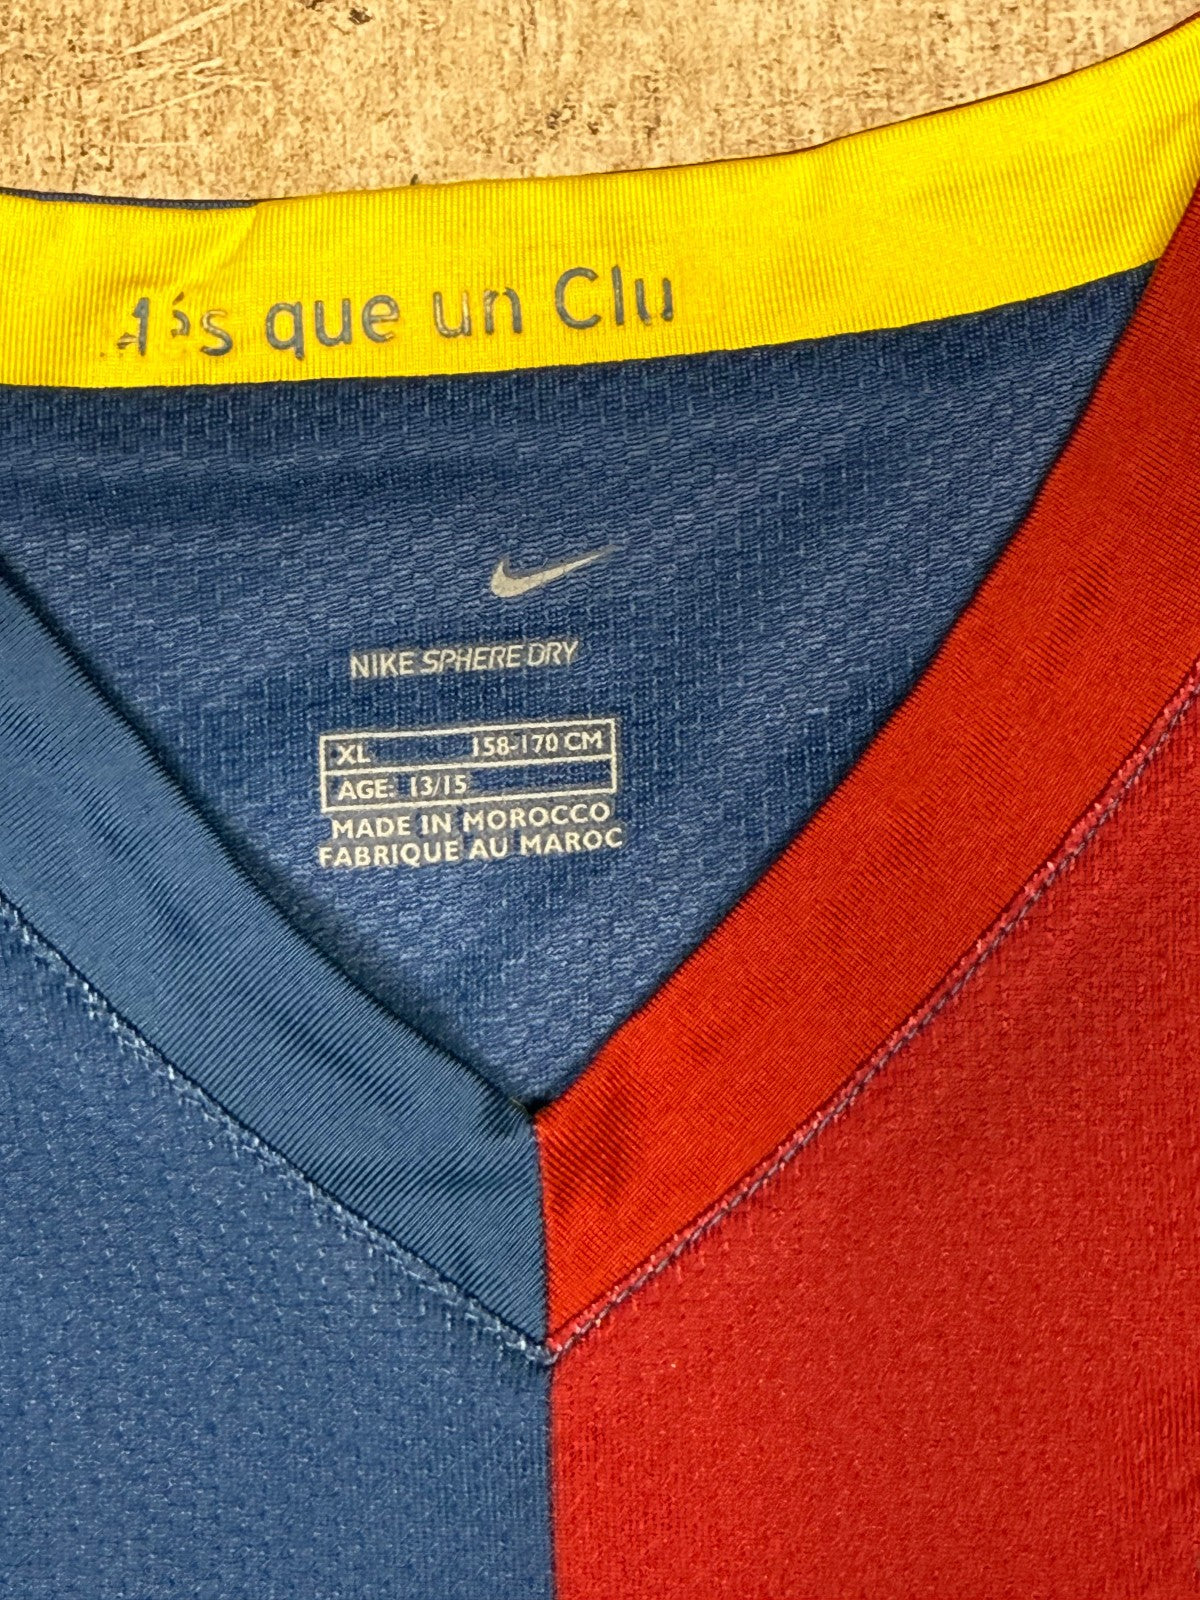 Més que un Clu
NIKE SPHERE DRY
XL 158-170 CM
AGE: 13/15
MADE IN MOROCCO
FABRIQUE AU MAROC